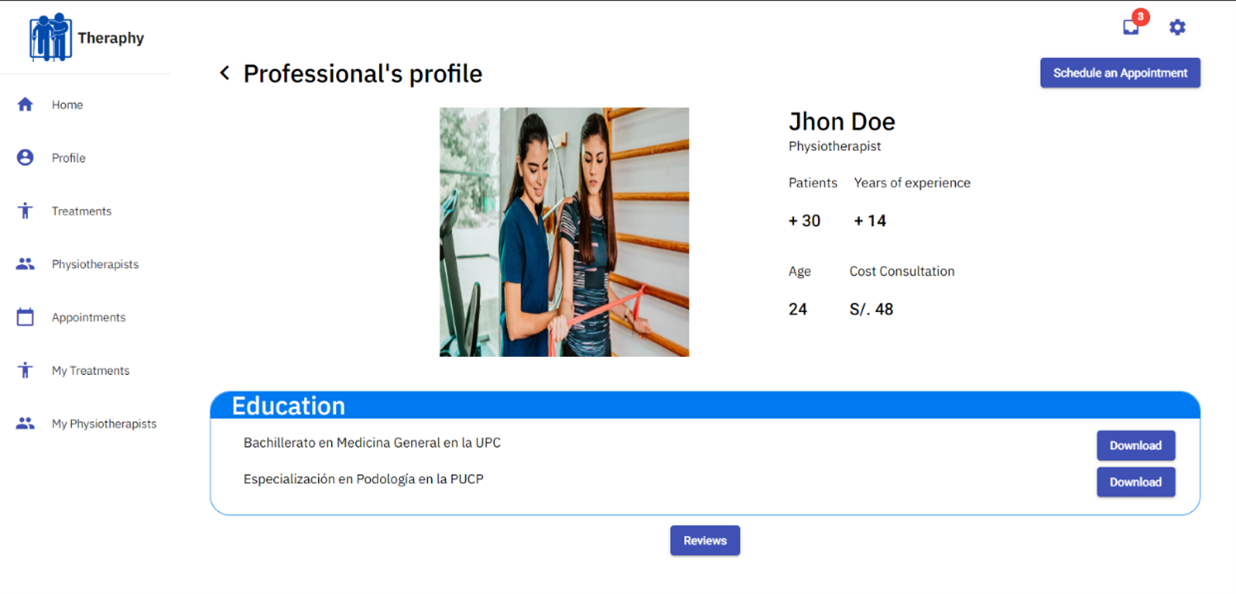 Theraphy
3
Home
Profile
Treatments
Physiotherapists
Appointments
My Treatments
My Physiotherapists
Professional's profile
Schedule an Appointment
Jhon Doe
Physiotherapist
Patients Years of experience
+ 30 + 14
Age Cost Consultation
24 S/. 48
Education
Bachillerato en Medicina General en la UPC
Download
Especialización en Podología en la PUCP
Download
Reviews